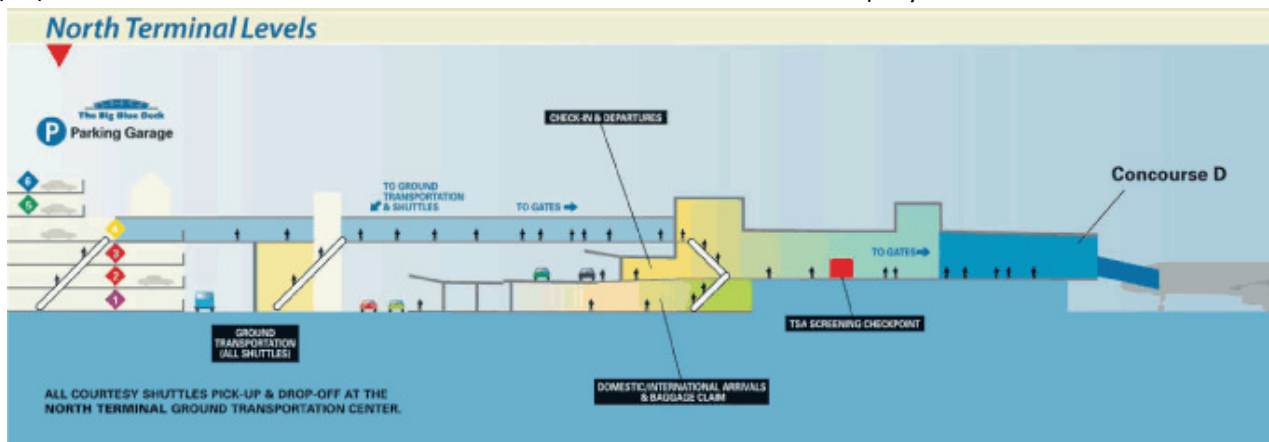 North Terminal Levels
The Big Blue Deck
P Parking Garage
CHECK-IN & DEPARTURES
Concourse D
6
5
4
3
2
1
TO GROUND
TRANSPORTATION
& SHUTTLES
TO GATES
TO GATES
GROUND
TRANSPORTATION
(ALL SHUTTLES)
TSA SCREENING CHECKPOINT
DOMESTIC/INTERNATIONAL ARRIVALS
& BAGGAGE CLAIM
ALL COURTESY SHUTTLES PICK-UP & DROP-OFF AT THE
NORTH TERMINAL GROUND TRANSPORTATION CENTER.